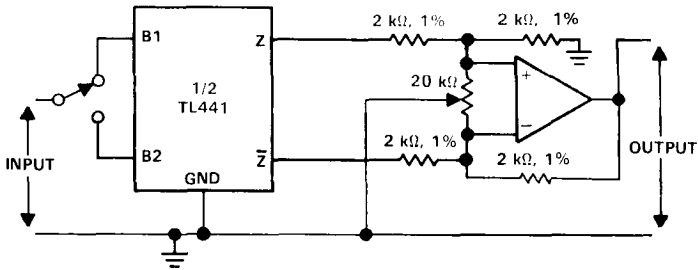 2 kΩ, 1%
2 kΩ, 1%
B1
Z
1/2
TL441
20 kΩ
+
−
INPUT
B2
Z̅
2 kΩ, 1%
2 kΩ, 1%
OUTPUT
GND